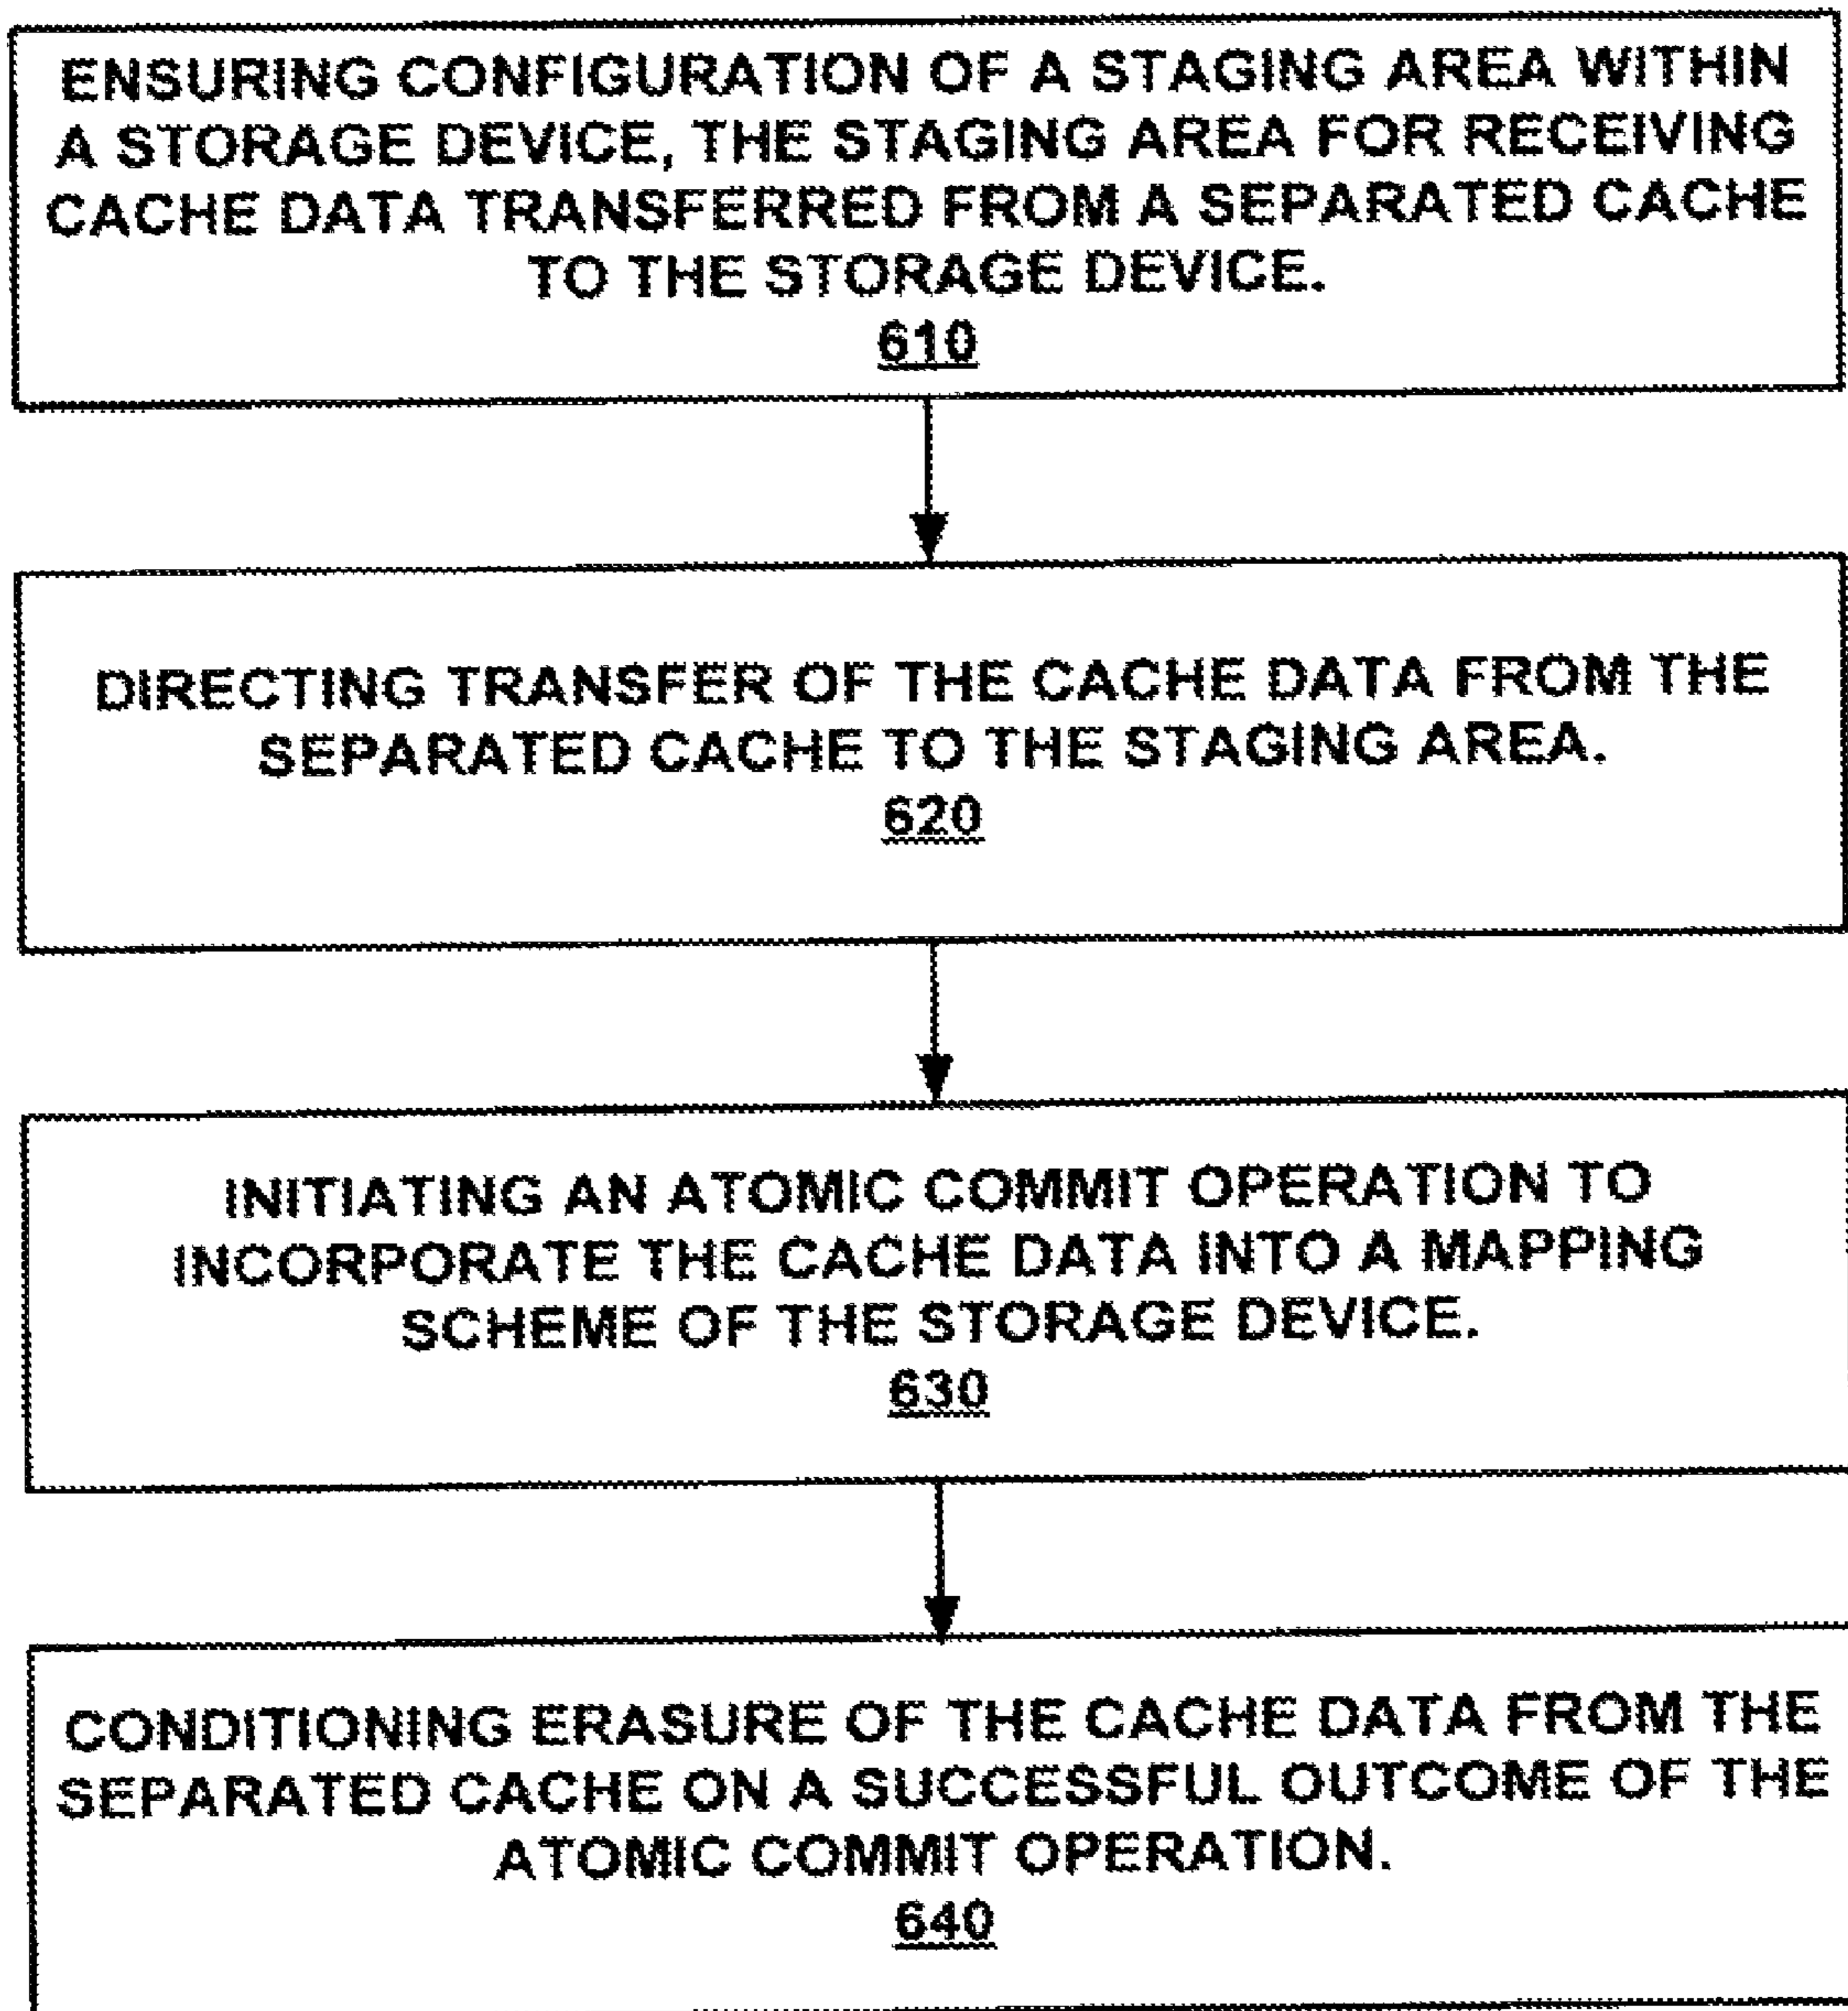 ENSURING CONFIGURATION OF A STAGING AREA WITHIN
A STORAGE DEVICE, THE STAGING AREA FOR RECEIVING
CACHE DATA TRANSFERRED FROM A SEPARATED CACHE
TO THE STORAGE DEVICE.
610
DIRECTING TRANSFER OF THE CACHE DATA FROM THE
SEPARATED CACHE TO THE STAGING AREA.
620
INITIATING AN ATOMIC COMMIT OPERATION TO
INCORPORATE THE CACHE DATA INTO A MAPPING
SCHEME OF THE STORAGE DEVICE.
630
CONDITIONING ERASURE OF THE CACHE DATA FROM THE
SEPARATED CACHE ON A SUCCESSFUL OUTCOME OF THE
ATOMIC COMMIT OPERATION.
640